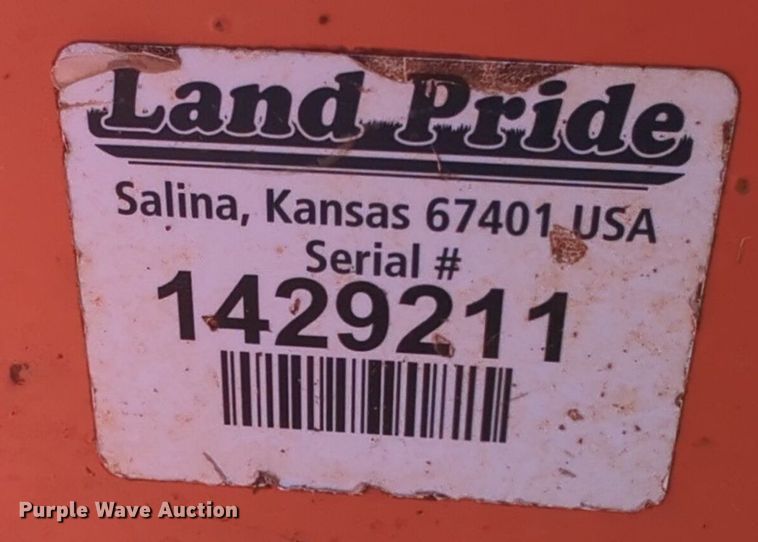 Land Pride
Salina, Kansas 67401 USA
Serial #
1429211
Purple Wave Auction